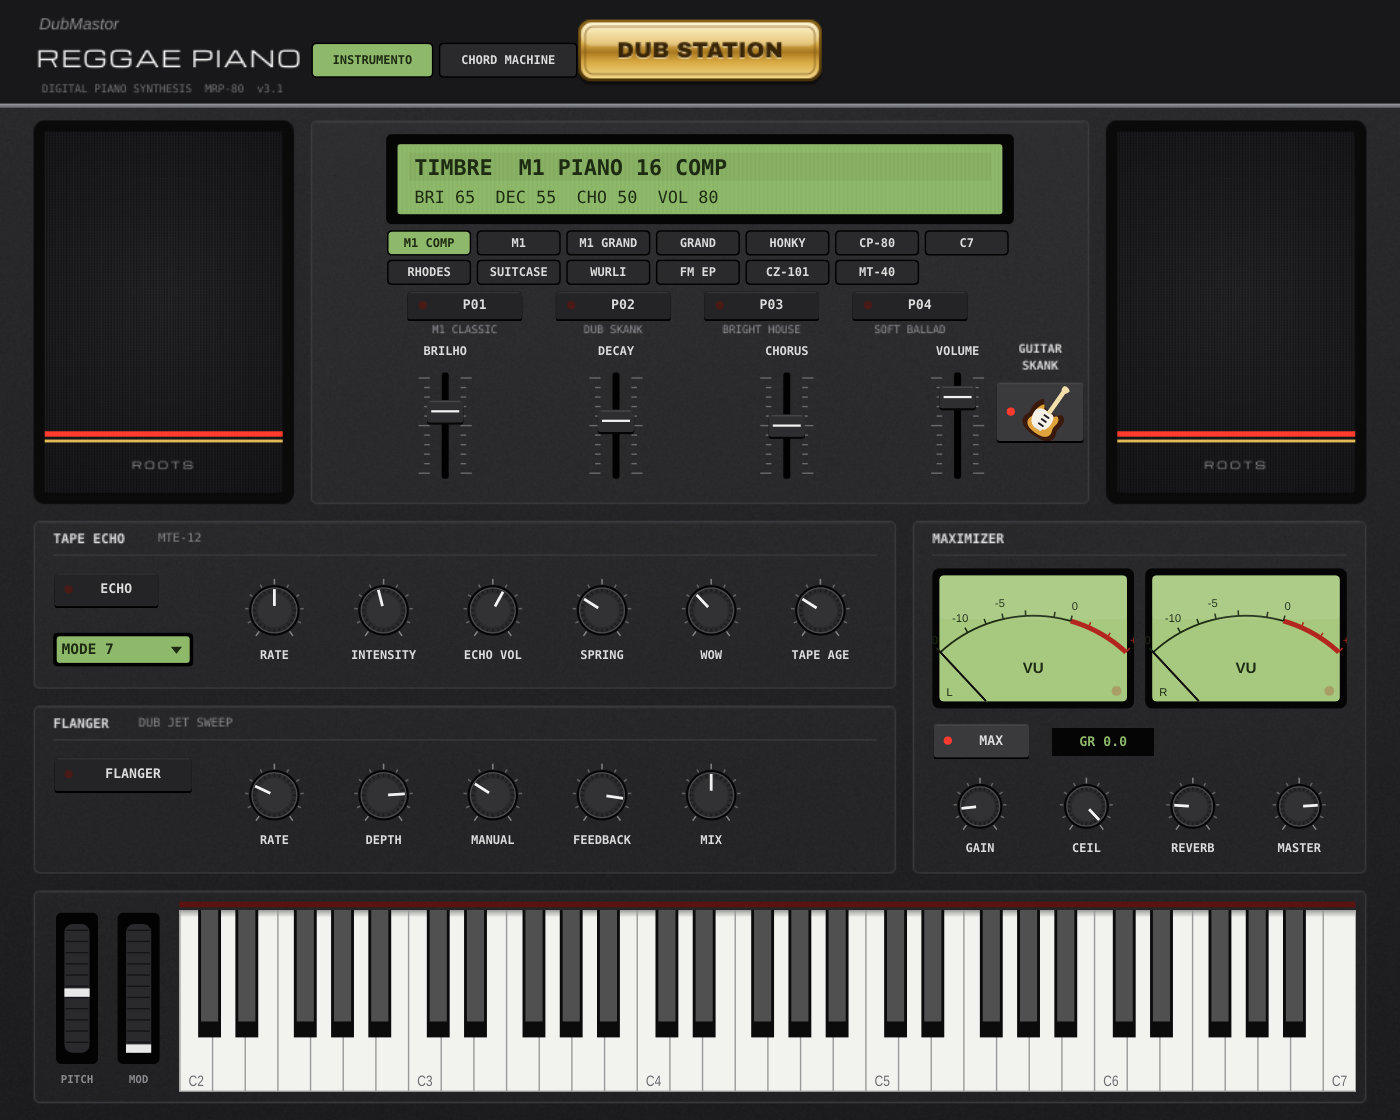 DubMastor
REGGAE PIANO
DIGITAL PIANO SYNTHESIS MRP-80 v3.1
INSTRUMENTO
CHORD MACHINE
DUB STATION
TIMBRE M1 PIANO 16 COMP
BRI 65 DEC 55 CHO 50 VOL 80
M1 COMP M1 M1 GRAND GRAND HONKY CP-80 C7
RHODES SUITCASE WURLI FM EP CZ-101 MT-40
P01 P02 P03 P04
M1 CLASSIC DUB SKANK BRIGHT HOUSE SOFT BALLAD
BRILHO DECAY CHORUS VOLUME
GUITAR
SKANK
ROOTS
ROOTS
TAPE ECHO MTE-12
ECHO
MODE 7
RATE INTENSITY ECHO VOL SPRING WOW TAPE AGE
FLANGER DUB JET SWEEP
FLANGER
RATE DEPTH MANUAL FEEDBACK MIX
MAXIMIZER
-10 -5 0
VU
L
-10 -5 0
VU
R
MAX
GR 0.0
GAIN CEIL REVERB MASTER
PITCH MOD
C2 C3 C4 C5 C6 C7